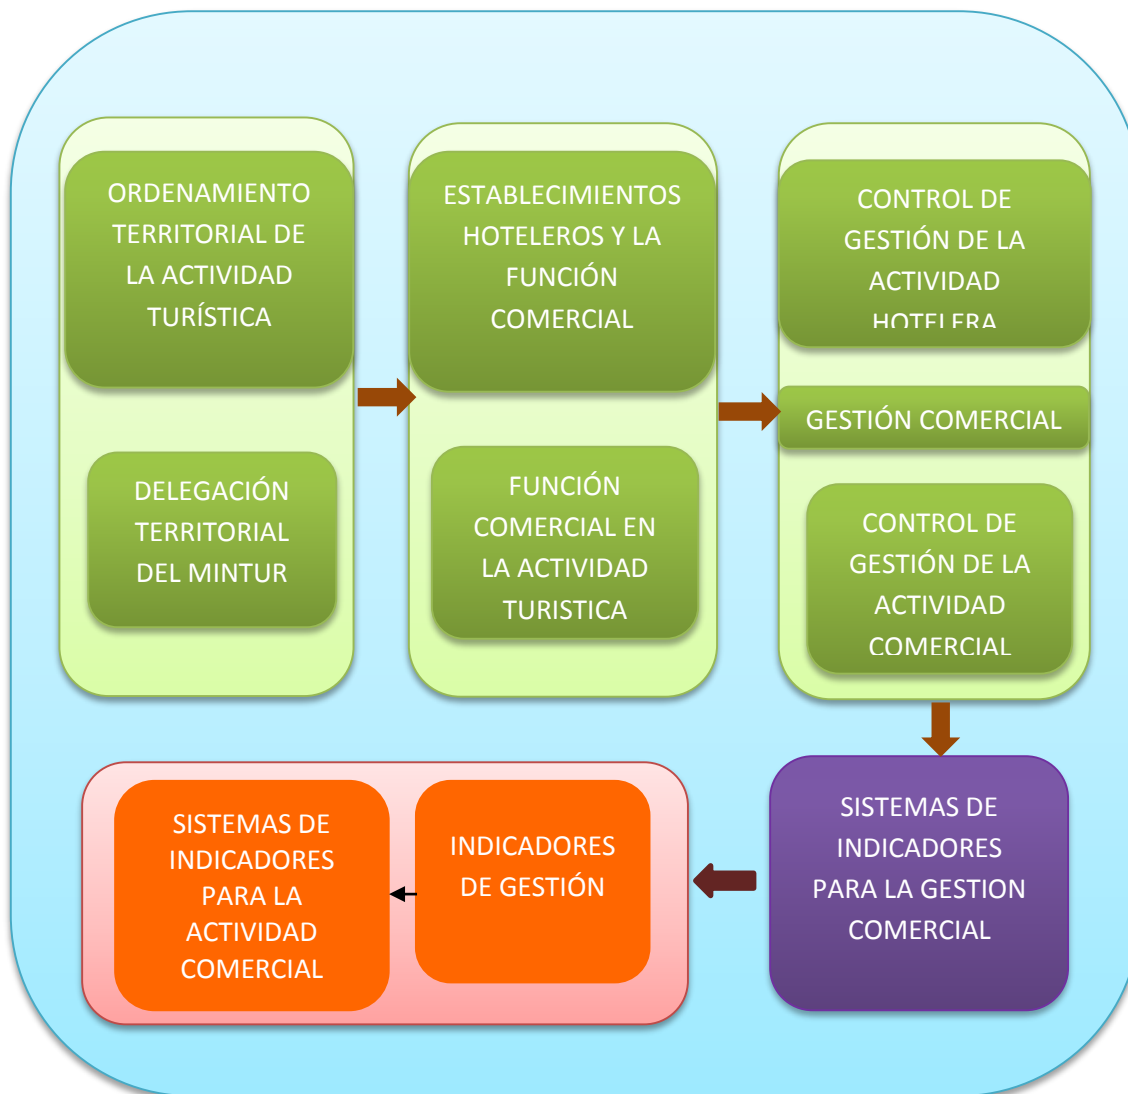 ORDENAMIENTO
TERRITORIAL DE
LA ACTIVIDAD
TURÍSTICA
DELEGACIÓN
TERRITORIAL
DEL MINTUR
ESTABLECIMIENTOS
HOTELEROS Y LA
FUNCIÓN
COMERCIAL
FUNCIÓN
COMERCIAL EN
LA ACTIVIDAD
TURISTICA
CONTROL DE
GESTIÓN DE LA
ACTIVIDAD
HOTELERA
GESTIÓN COMERCIAL
CONTROL DE
GESTIÓN DE LA
ACTIVIDAD
COMERCIAL
SISTEMAS DE
INDICADORES
PARA LA GESTION
COMERCIAL
INDICADORES
DE GESTIÓN
SISTEMAS DE
INDICADORES
PARA LA
ACTIVIDAD
COMERCIAL